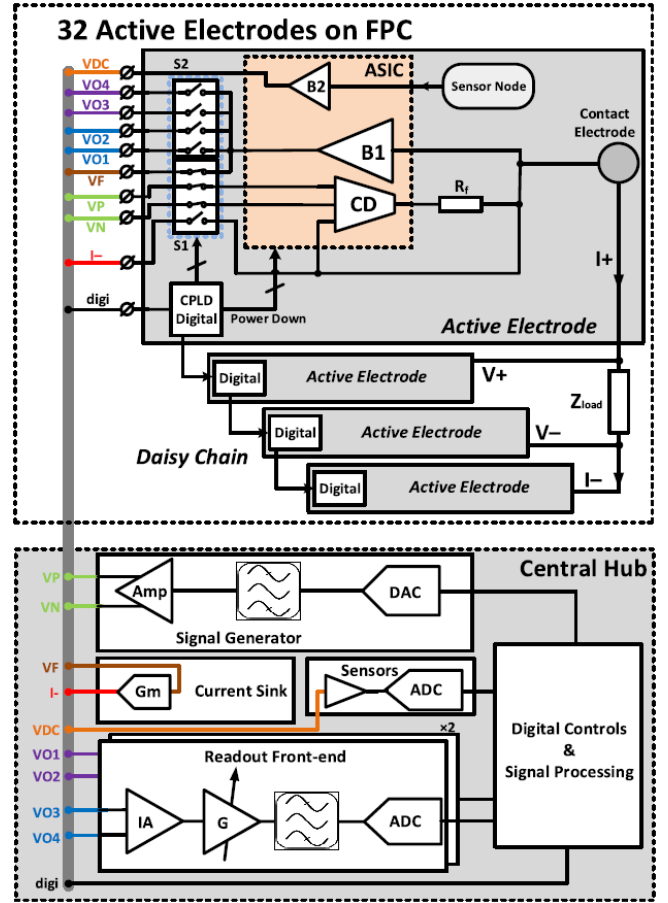 32 Active Electrodes on FPC
VDC
VO4
VO3
VO2
VO1
VF
VP
VN
I−
digi
S2
S1
ASIC
B2
Sensor Node
B1
CD
Rf
Contact
Electrode
I+
CPLD
Digital
Power Down
Active Electrode
Digital
Active Electrode
V+
Digital
Active Electrode
V−
Zload
Daisy Chain
Digital
Active Electrode
I−
Central Hub
VP
VN
Amp
DAC
Signal Generator
VF
I-
Gm
Current Sink
Sensors
ADC
VDC
×2
VO1
VO2
VO3
VO4
Readout Front-end
IA
G
ADC
Digital Controls
&
Signal Processing
digi